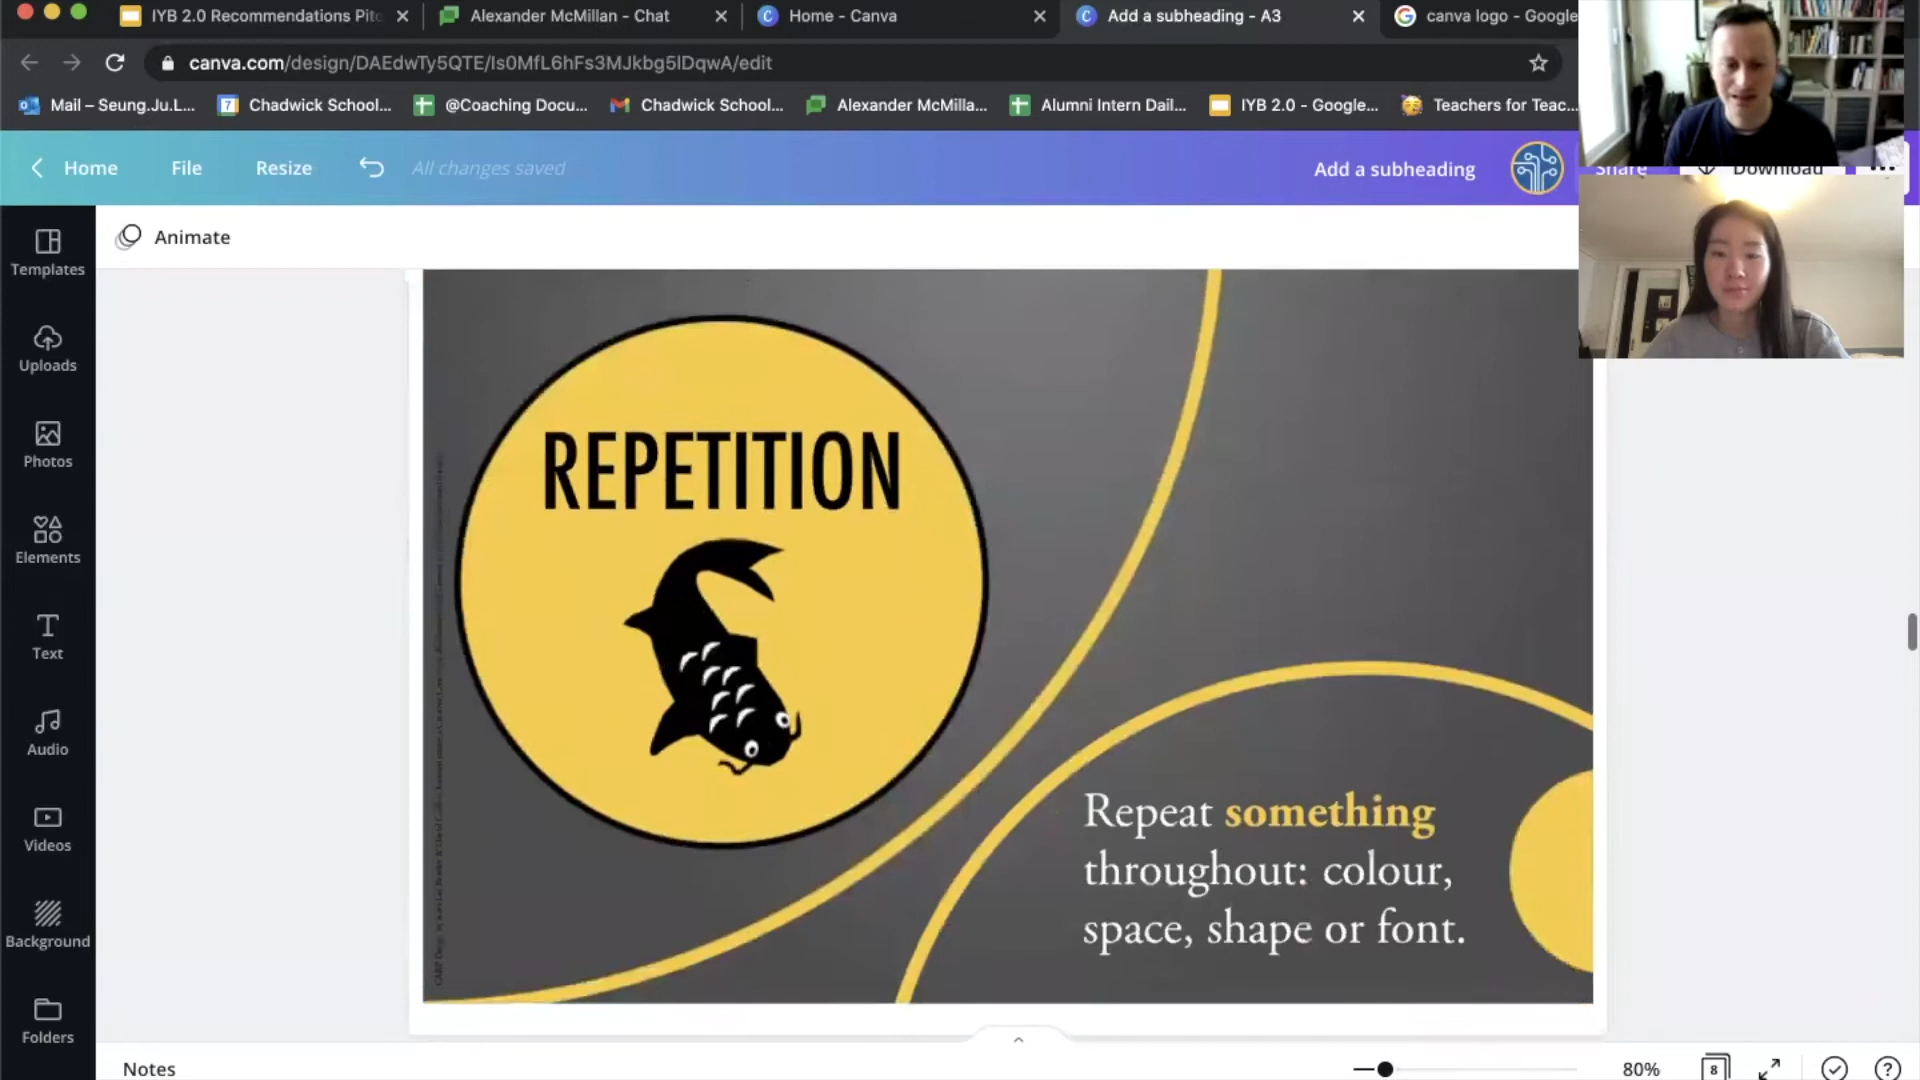 IYB 2.0 Recommendations Pitc
Alexander McMillan - Chat
Home - Canva
Add a subheading - A3
canva logo - Google
canva.com/design/DAEdwTy5QTE/Is0MfL6hFs3MJkbg5lDqwA/edit
Mail – Seung.Ju.L...
Chadwick School...
@Coaching Docu...
Chadwick School...
Alexander McMilla...
Alumni Intern Dail...
IYB 2.0 - Google...
Teachers for Teac...
Home
File
Resize
All changes saved
Add a subheading
Share
Download
Animate
Templates
Uploads
Photos
Elements
Text
Audio
Videos
Background
Folders
REPETITION
Repeat something
throughout: colour,
space, shape or font.
Notes
80%
8